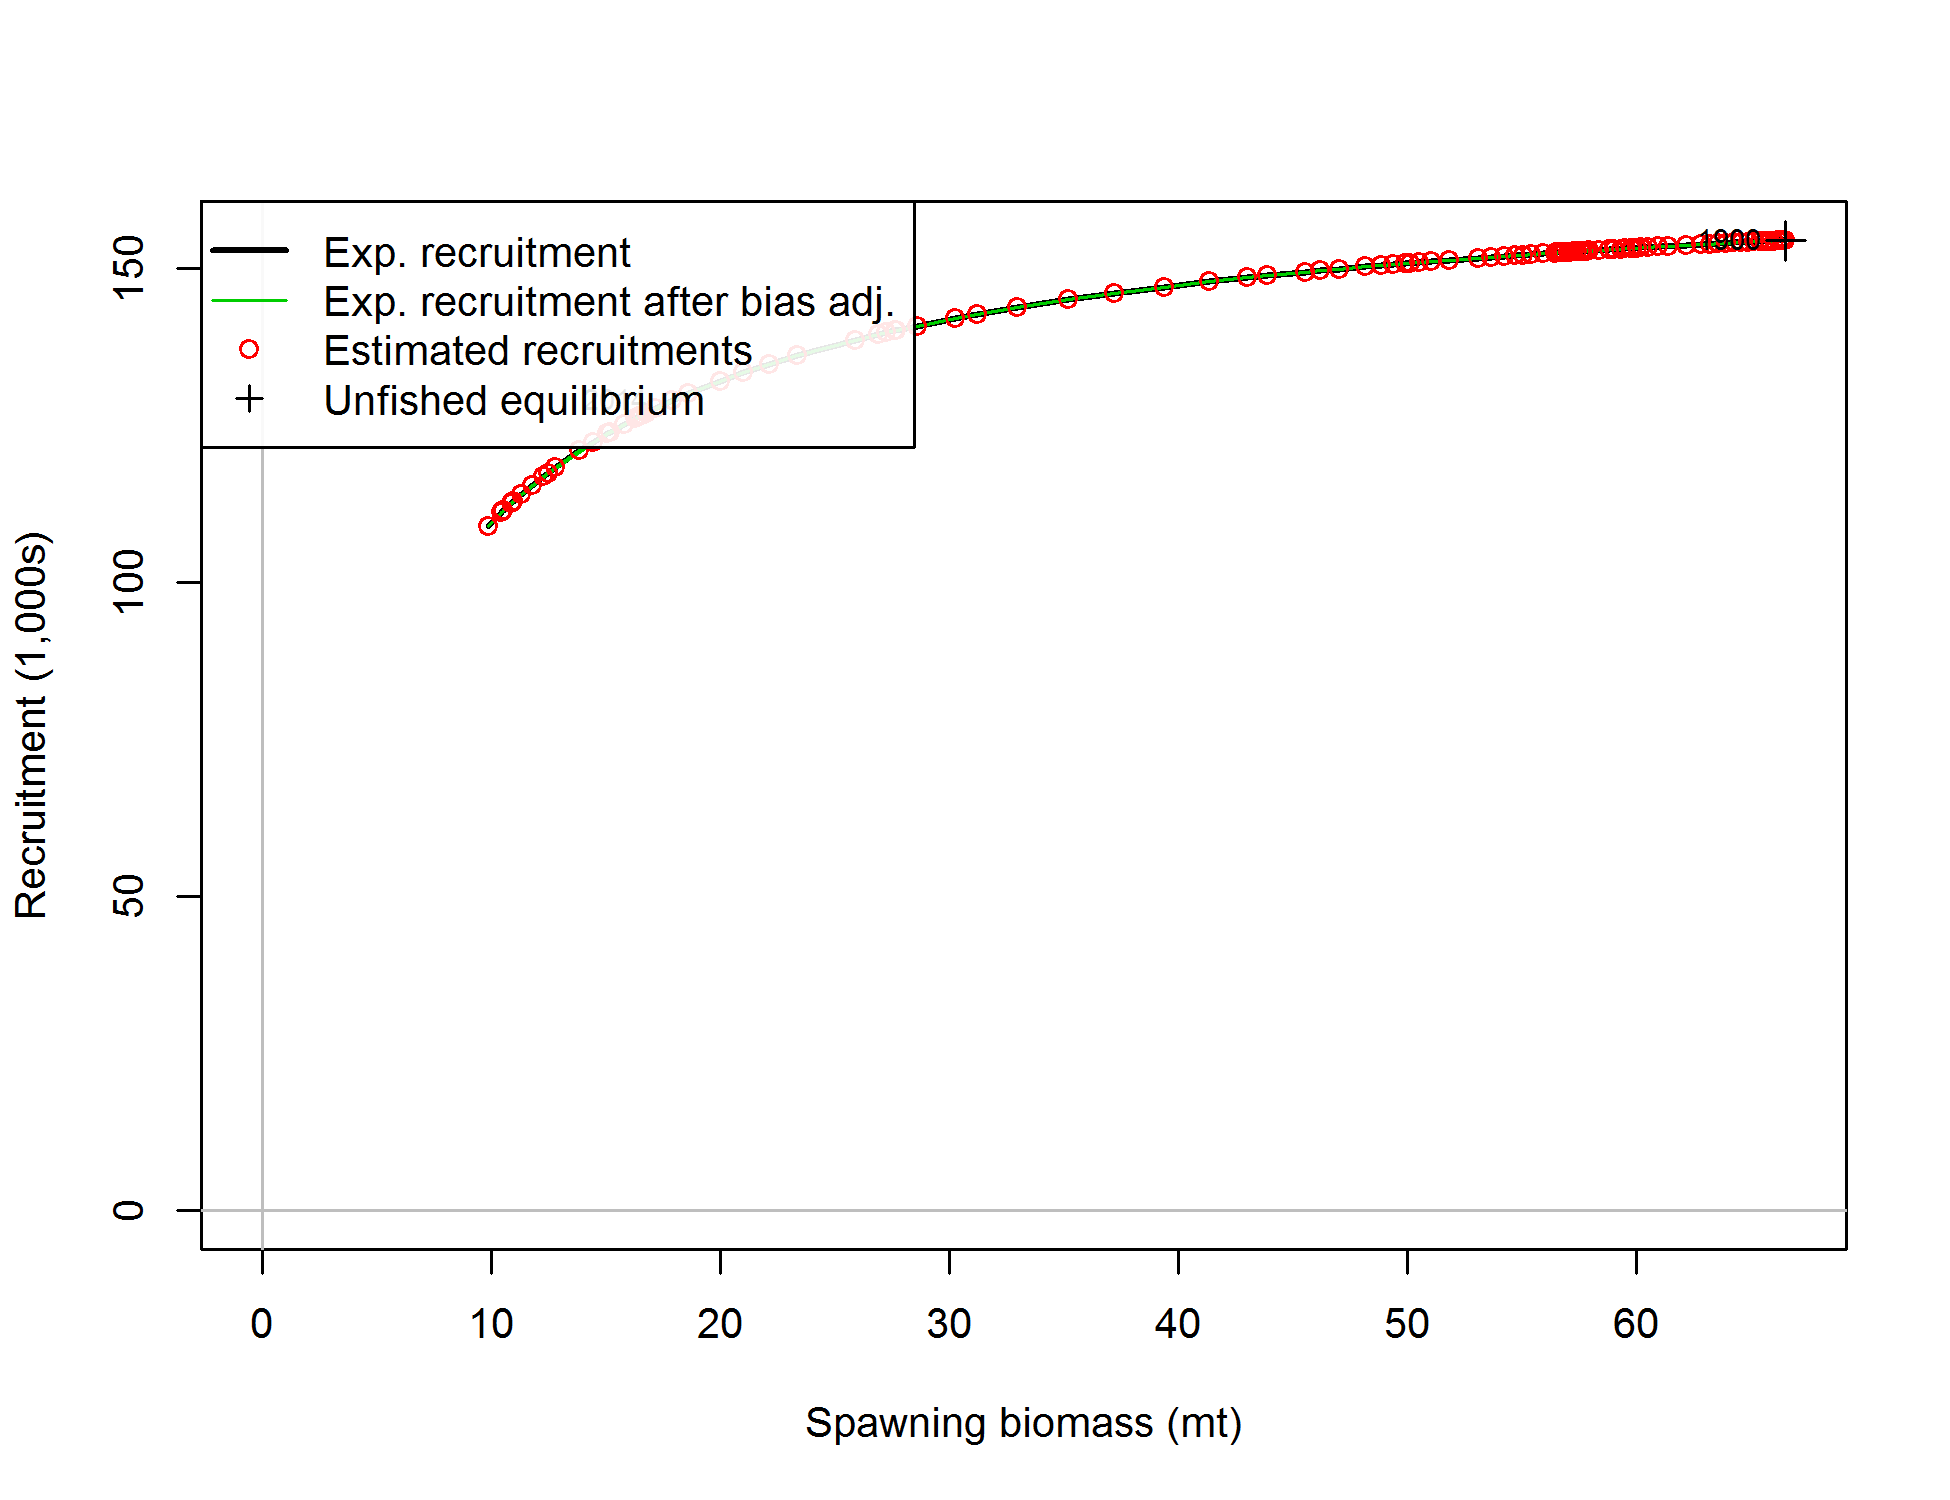 Exp. recruitment
Exp. recruitment after bias adj.
Estimated recruitments
Unfished equilibrium
1900
150
100
50
0
Recruitment (1,000s)
0 10 20 30 40 50 60
Spawning biomass (mt)